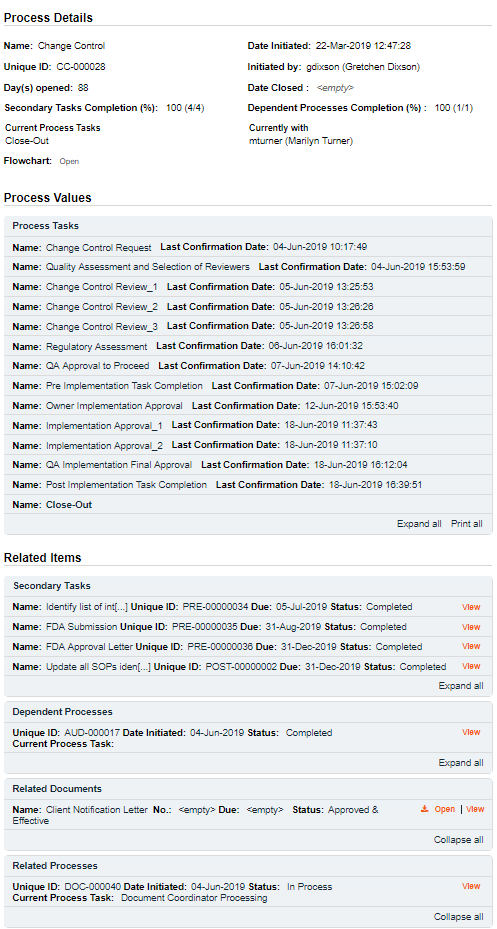 Process Details
Name: Change Control Date Initiated: 22-Mar-2019 12:47:28
Unique ID: CC-000028 Initiated by: gdixson (Gretchen Dixson)
Day(s) opened: 88 Date Closed : <empty>
Secondary Tasks Completion (%): 100 (4/4) Dependent Processes Completion (%) : 100 (1/1)
Current Process Tasks Currently with
Close-Out mturner (Marilyn Turner)
Flowchart: Open
Process Values
Process Tasks
Name: Change Control Request Last Confirmation Date: 04-Jun-2019 10:17:49
Name: Quality Assessment and Selection of Reviewers Last Confirmation Date: 04-Jun-2019 15:53:59
Name: Change Control Review_1 Last Confirmation Date: 05-Jun-2019 13:25:53
Name: Change Control Review_2 Last Confirmation Date: 05-Jun-2019 13:26:26
Name: Change Control Review_3 Last Confirmation Date: 05-Jun-2019 13:26:58
Name: Regulatory Assessment Last Confirmation Date: 06-Jun-2019 16:01:32
Name: QA Approval to Proceed Last Confirmation Date: 07-Jun-2019 14:10:42
Name: Pre Implementation Task Completion Last Confirmation Date: 07-Jun-2019 15:02:09
Name: Owner Implementation Approval Last Confirmation Date: 12-Jun-2019 15:53:40
Name: Implementation Approval_1 Last Confirmation Date: 18-Jun-2019 11:37:43
Name: Implementation Approval_2 Last Confirmation Date: 18-Jun-2019 11:37:10
Name: QA Implementation Final Approval Last Confirmation Date: 18-Jun-2019 16:12:04
Name: Post Implementation Task Completion Last Confirmation Date: 18-Jun-2019 16:39:51
Name: Close-Out
Expand all Print all
Related Items
Secondary Tasks
Name: Identify list of int[...] Unique ID: PRE-00000034 Due: 05-Jul-2019 Status: Completed View
Name: FDA Submission Unique ID: PRE-00000035 Due: 31-Aug-2019 Status: Completed View
Name: FDA Approval Letter Unique ID: PRE-00000036 Due: 31-Dec-2019 Status: Completed View
Name: Update all SOPs iden[...] Unique ID: POST-00000002 Due: 31-Dec-2019 Status: Completed View
Expand all
Dependent Processes
Unique ID: AUD-000017 Date Initiated: 04-Jun-2019 Status: Completed View
Current Process Task:
Expand all
Related Documents
Name: Client Notification Letter No.: <empty> Due: <empty> Status: Approved & Open | View
Effective
Collapse all
Related Processes
Unique ID: DOC-000040 Date Initiated: 04-Jun-2019 Status: In Process View
Current Process Task: Document Coordinator Processing
Collapse all